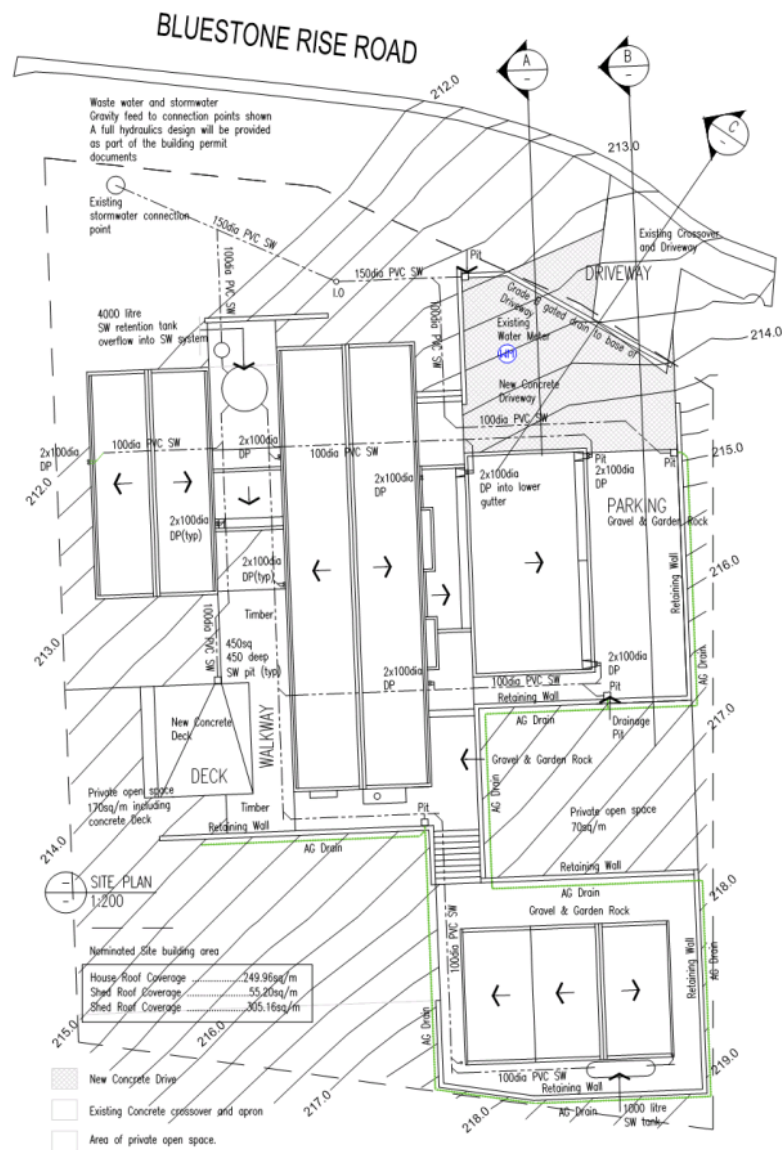 BLUESTONE RISE ROAD
A
-
B
-
C
212.0
213.0
Waste water and stormwater
Gravity feed to connection points shown
A full hydraulics design will be provided
as part of the building permit
documents
Existing
stormwater connection
point
150dia PVC SW
100dia PVC SW
I.O
150dia PVC SW
Pit
Existing Crossover
and Driveway
DRIVEWAY
Grade B gated drain to base of
Driveway
Existing
Water Meter
New Concrete
Driveway
100dia PVC SW
214.0
4000 litre
SW retention tank
overflow into SW system
100dia PVC SW
2x100dia
DP
100dia PVC SW
2x100dia
DP
100dia PVC SW
2x100dia
DP
2x100dia
DP into lower
gutter
Pit
2x100dia
DP
Pit
215.0
212.0
PARKING
Gravel & Garden Rock
2x100dia
DP(typ)
2x100dia
DP(typ)
216.0
Retaining Wall
213.0
100dia PVC SW
Timber
450sq
450 deep
SW pit (typ)
2x100dia
DP
2x100dia
DP
AG Drain
100dia PVC SW
Retaining Wall
Pit
AG Drain
Drainage
Pit
217.0
New Concrete
Deck
WALKWAY
DECK
Gravel & Garden Rock
AG Drain
Private open space
170sq/m including
concrete Deck
Timber
Retaining Wall
Pit
Private open space
70sq/m
214.0
AG Drain
Retaining Wall
-
-
SITE PLAN
1:200
AG Drain
218.0
Gravel & Garden Rock
100dia PVC SW
Retaining Wall
AG Drain
Nominated Site building area
House Roof Coverage ..............249.96sq/m
Shed Roof Coverage ................55.20sq/m
Shed Roof Coverage ..............305.16sq/m
215.0
216.0
AG Drain
219.0
New Concrete Drive
100dia PVC SW
Retaining Wall
217.0
218.0
AG Drain
1000 litre
SW tank
Existing Concrete crossover and apron
Area of private open space.